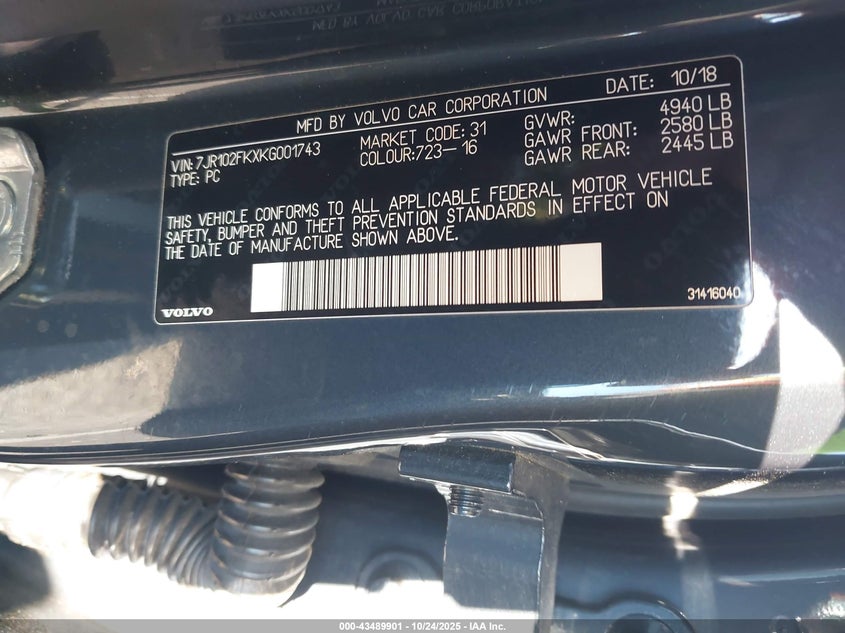 MFD BY VOLVO CAR CORPORATION
DATE: 10/18
VIN: 7JR102FKXKG001743
TYPE: PC
MARKET CODE: 31
COLOUR: 723-16
GVWR: 4940 LB
GAWR FRONT: 2580 LB
GAWR REAR: 2445 LB
THIS VEHICLE CONFORMS TO ALL APPLICABLE FEDERAL MOTOR VEHICLE
SAFETY, BUMPER AND THEFT PREVENTION STANDARDS IN EFFECT ON
THE DATE OF MANUFACTURE SHOWN ABOVE.
VOLVO
31416040
000-43489901 - 10/24/2025 - IAA Inc.